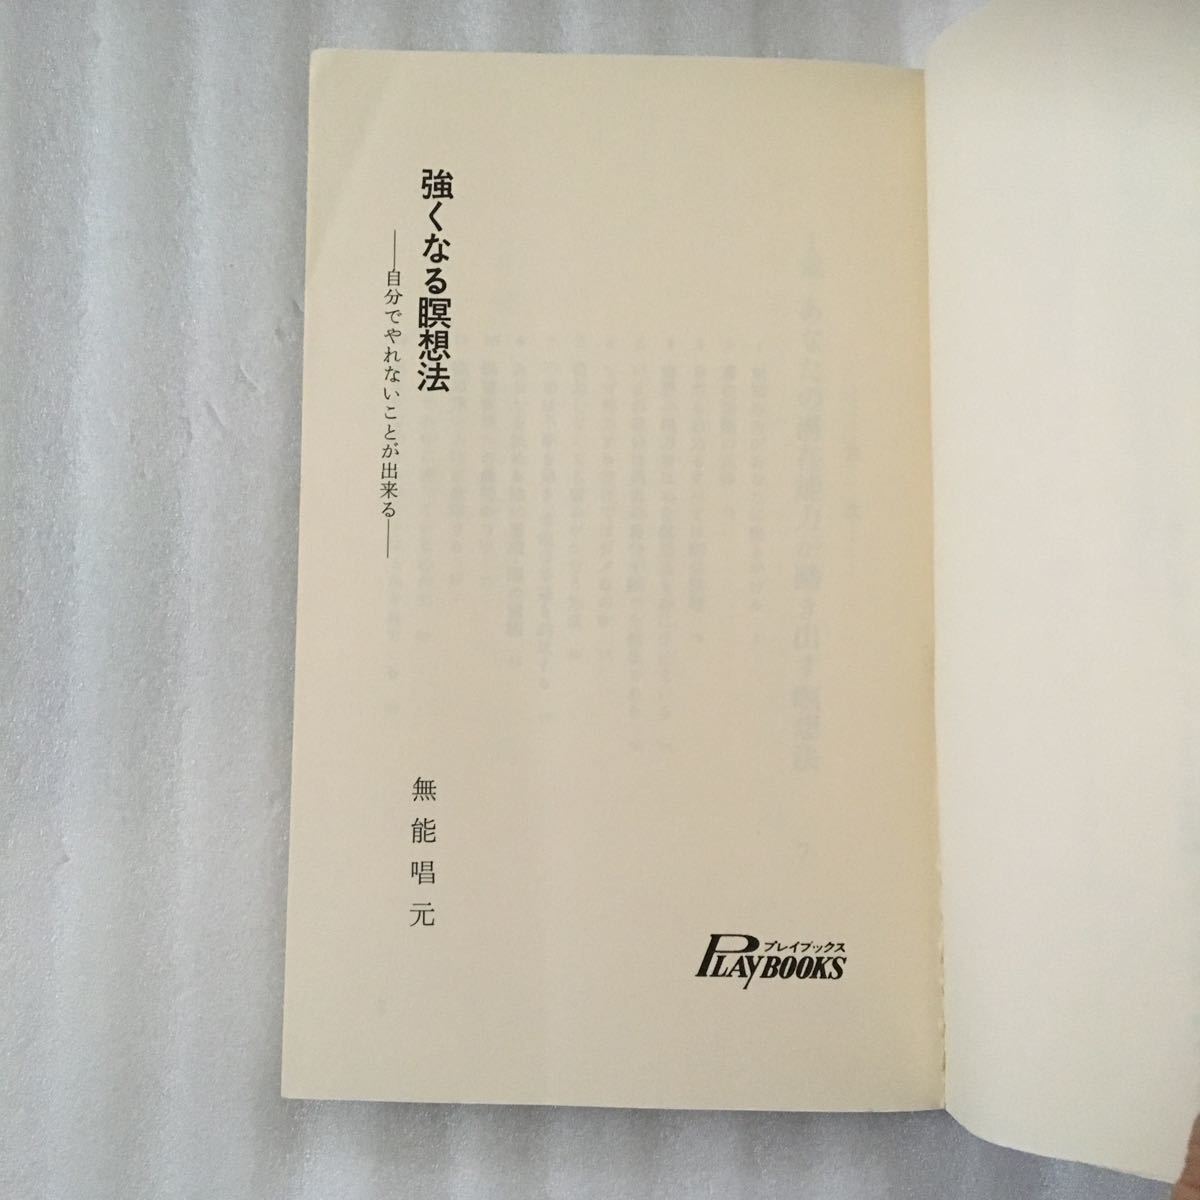 強くなる瞑想法
――自分でやれないことが出来る――
無能唱元
プレイブックス
PLAYBOOKS